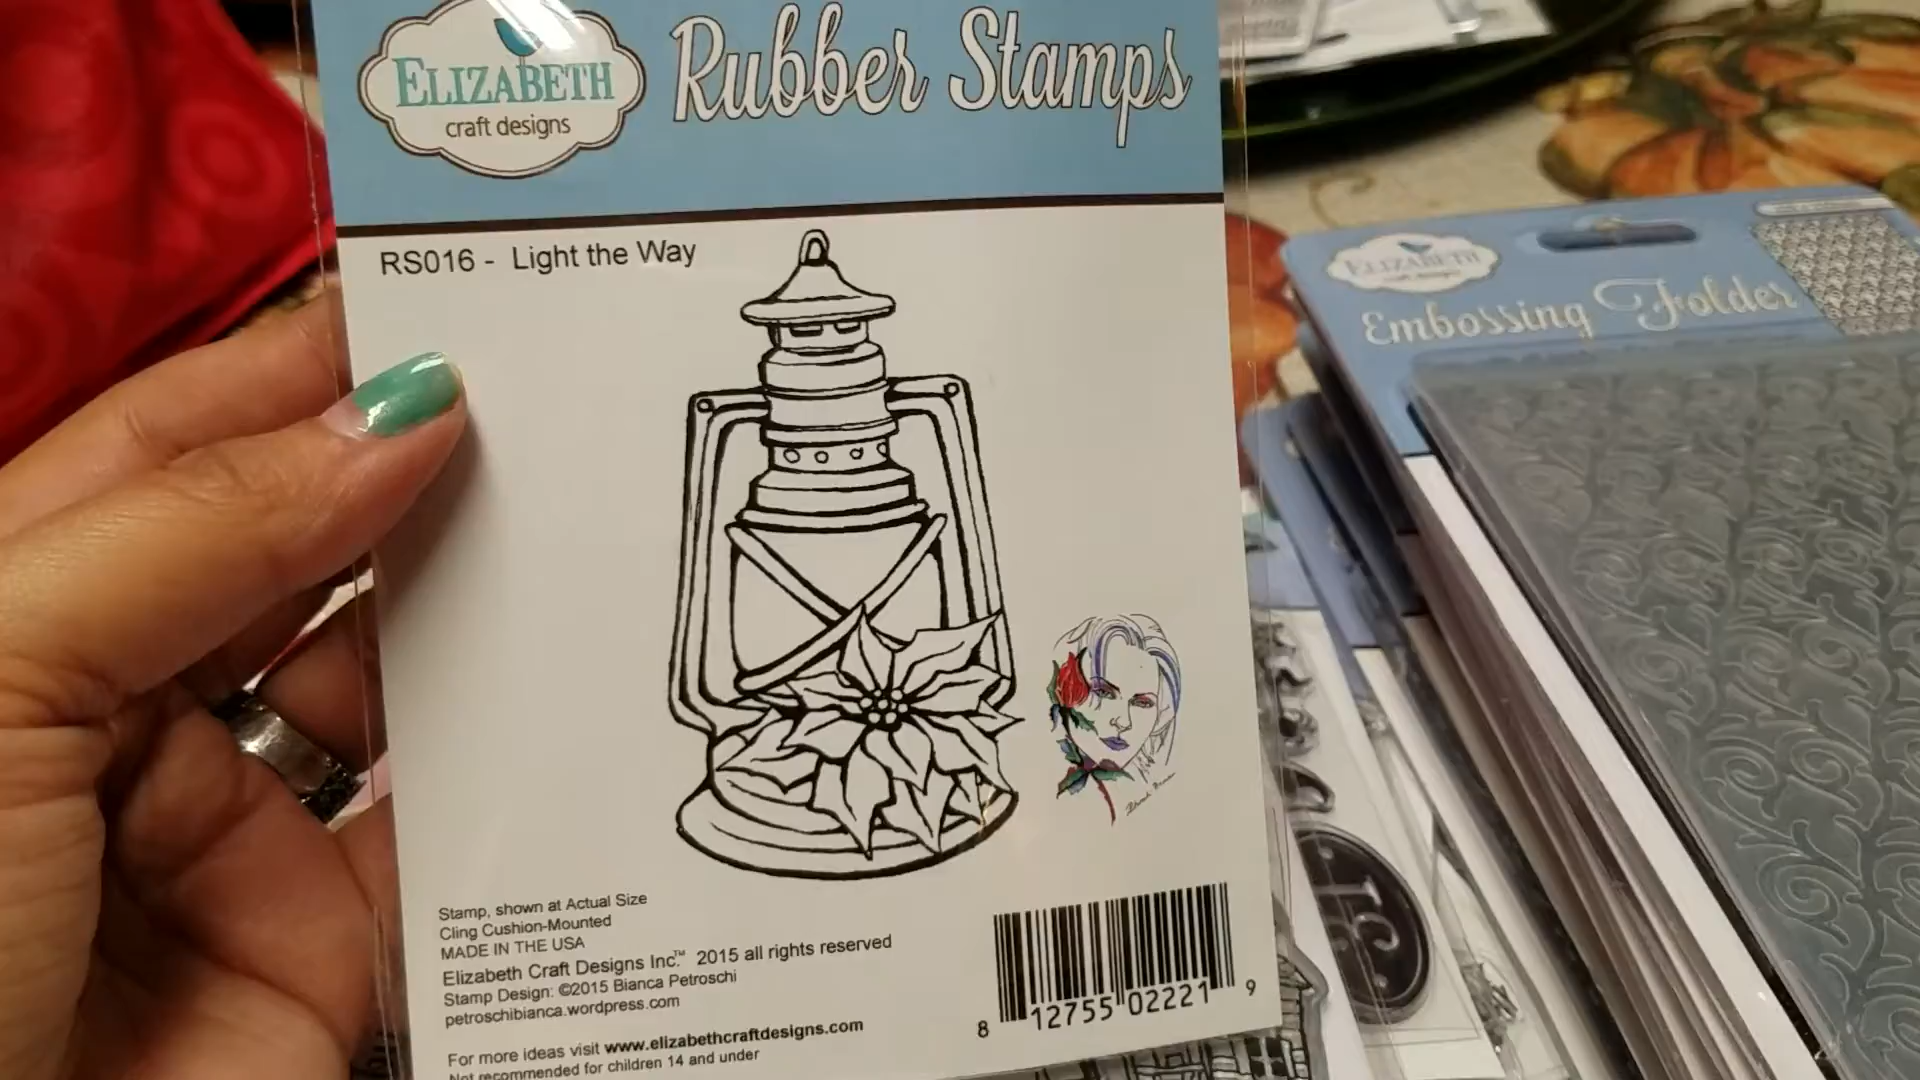 ELIZABETH
craft designs
Rubber Stamps
RS016 - Light the Way
Stamp, shown at Actual Size
Cling Cushion-Mounted
MADE IN THE USA
Elizabeth Craft Designs Inc.™ 2015 all rights reserved
Stamp Design: ©2015 Bianca Petroschi
petroschibianca.wordpress.com
For more ideas visit www.elizabethcraftdesigns.com
Not recommended for children 14 and under
8 12755 02221 9
ELIZABETH
craft designs
Embossing Folder